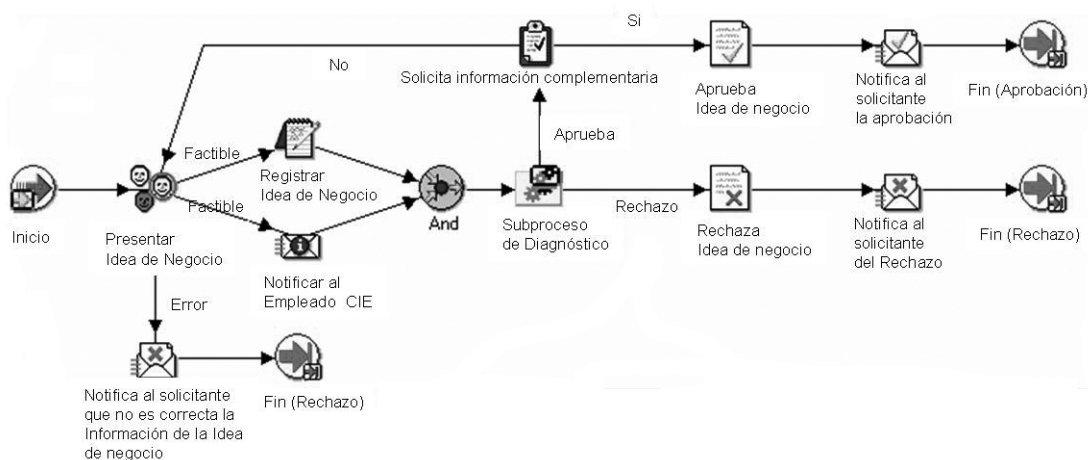 Si
No
Solicita información complementaria
Aprueba
Idea de negocio
Notifica al
solicitante
la aprobación
Fin (Aprobación)
Aprueba
Factible
Registrar
Idea de Negocio
Factible
And
Inicio
Presentar
Idea de Negocio
Subproceso
de Diagnóstico
Rechazo
Rechaza
Idea de negocio
Notifica al
solicitante
del Rechazo
Fin (Rechazo)
Notificar al
Empleado CIE
Error
Notifica al solicitante
que no es correcta la
Información de la Idea
de negocio
Fin (Rechazo)